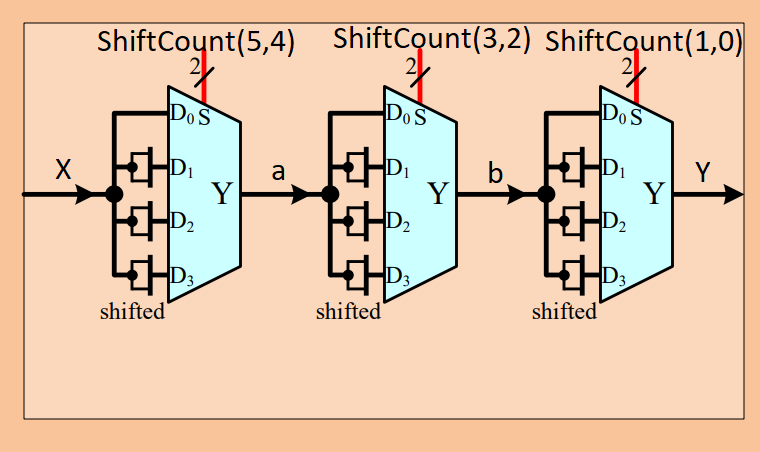 ShiftCount(5,4) ShiftCount(3,2) ShiftCount(1,0)
2 2 2
D0 S D0 S D0 S
X D1 a D1 b D1 Y
Y Y Y
D2 D2 D2
D3 D3 D3
shifted shifted shifted